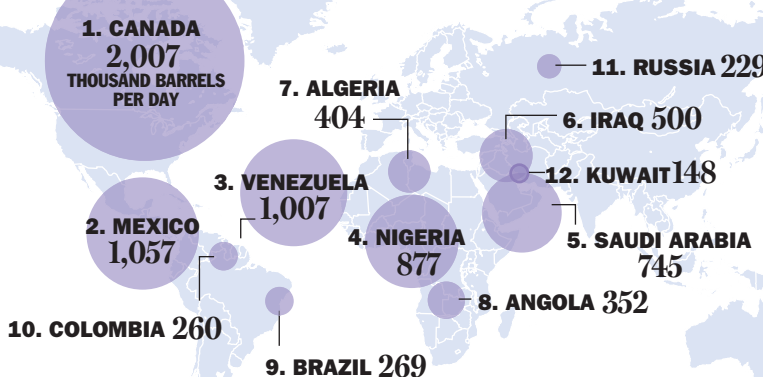 1. CANADA
2,007
THOUSAND BARRELS
PER DAY
11. RUSSIA 229
7. ALGERIA
404
6. IRAQ 500
12. KUWAIT 148
3. VENEZUELA
1,007
2. MEXICO
1,057
4. NIGERIA
877
5. SAUDI ARABIA
745
8. ANGOLA 352
10. COLOMBIA 260
9. BRAZIL 269